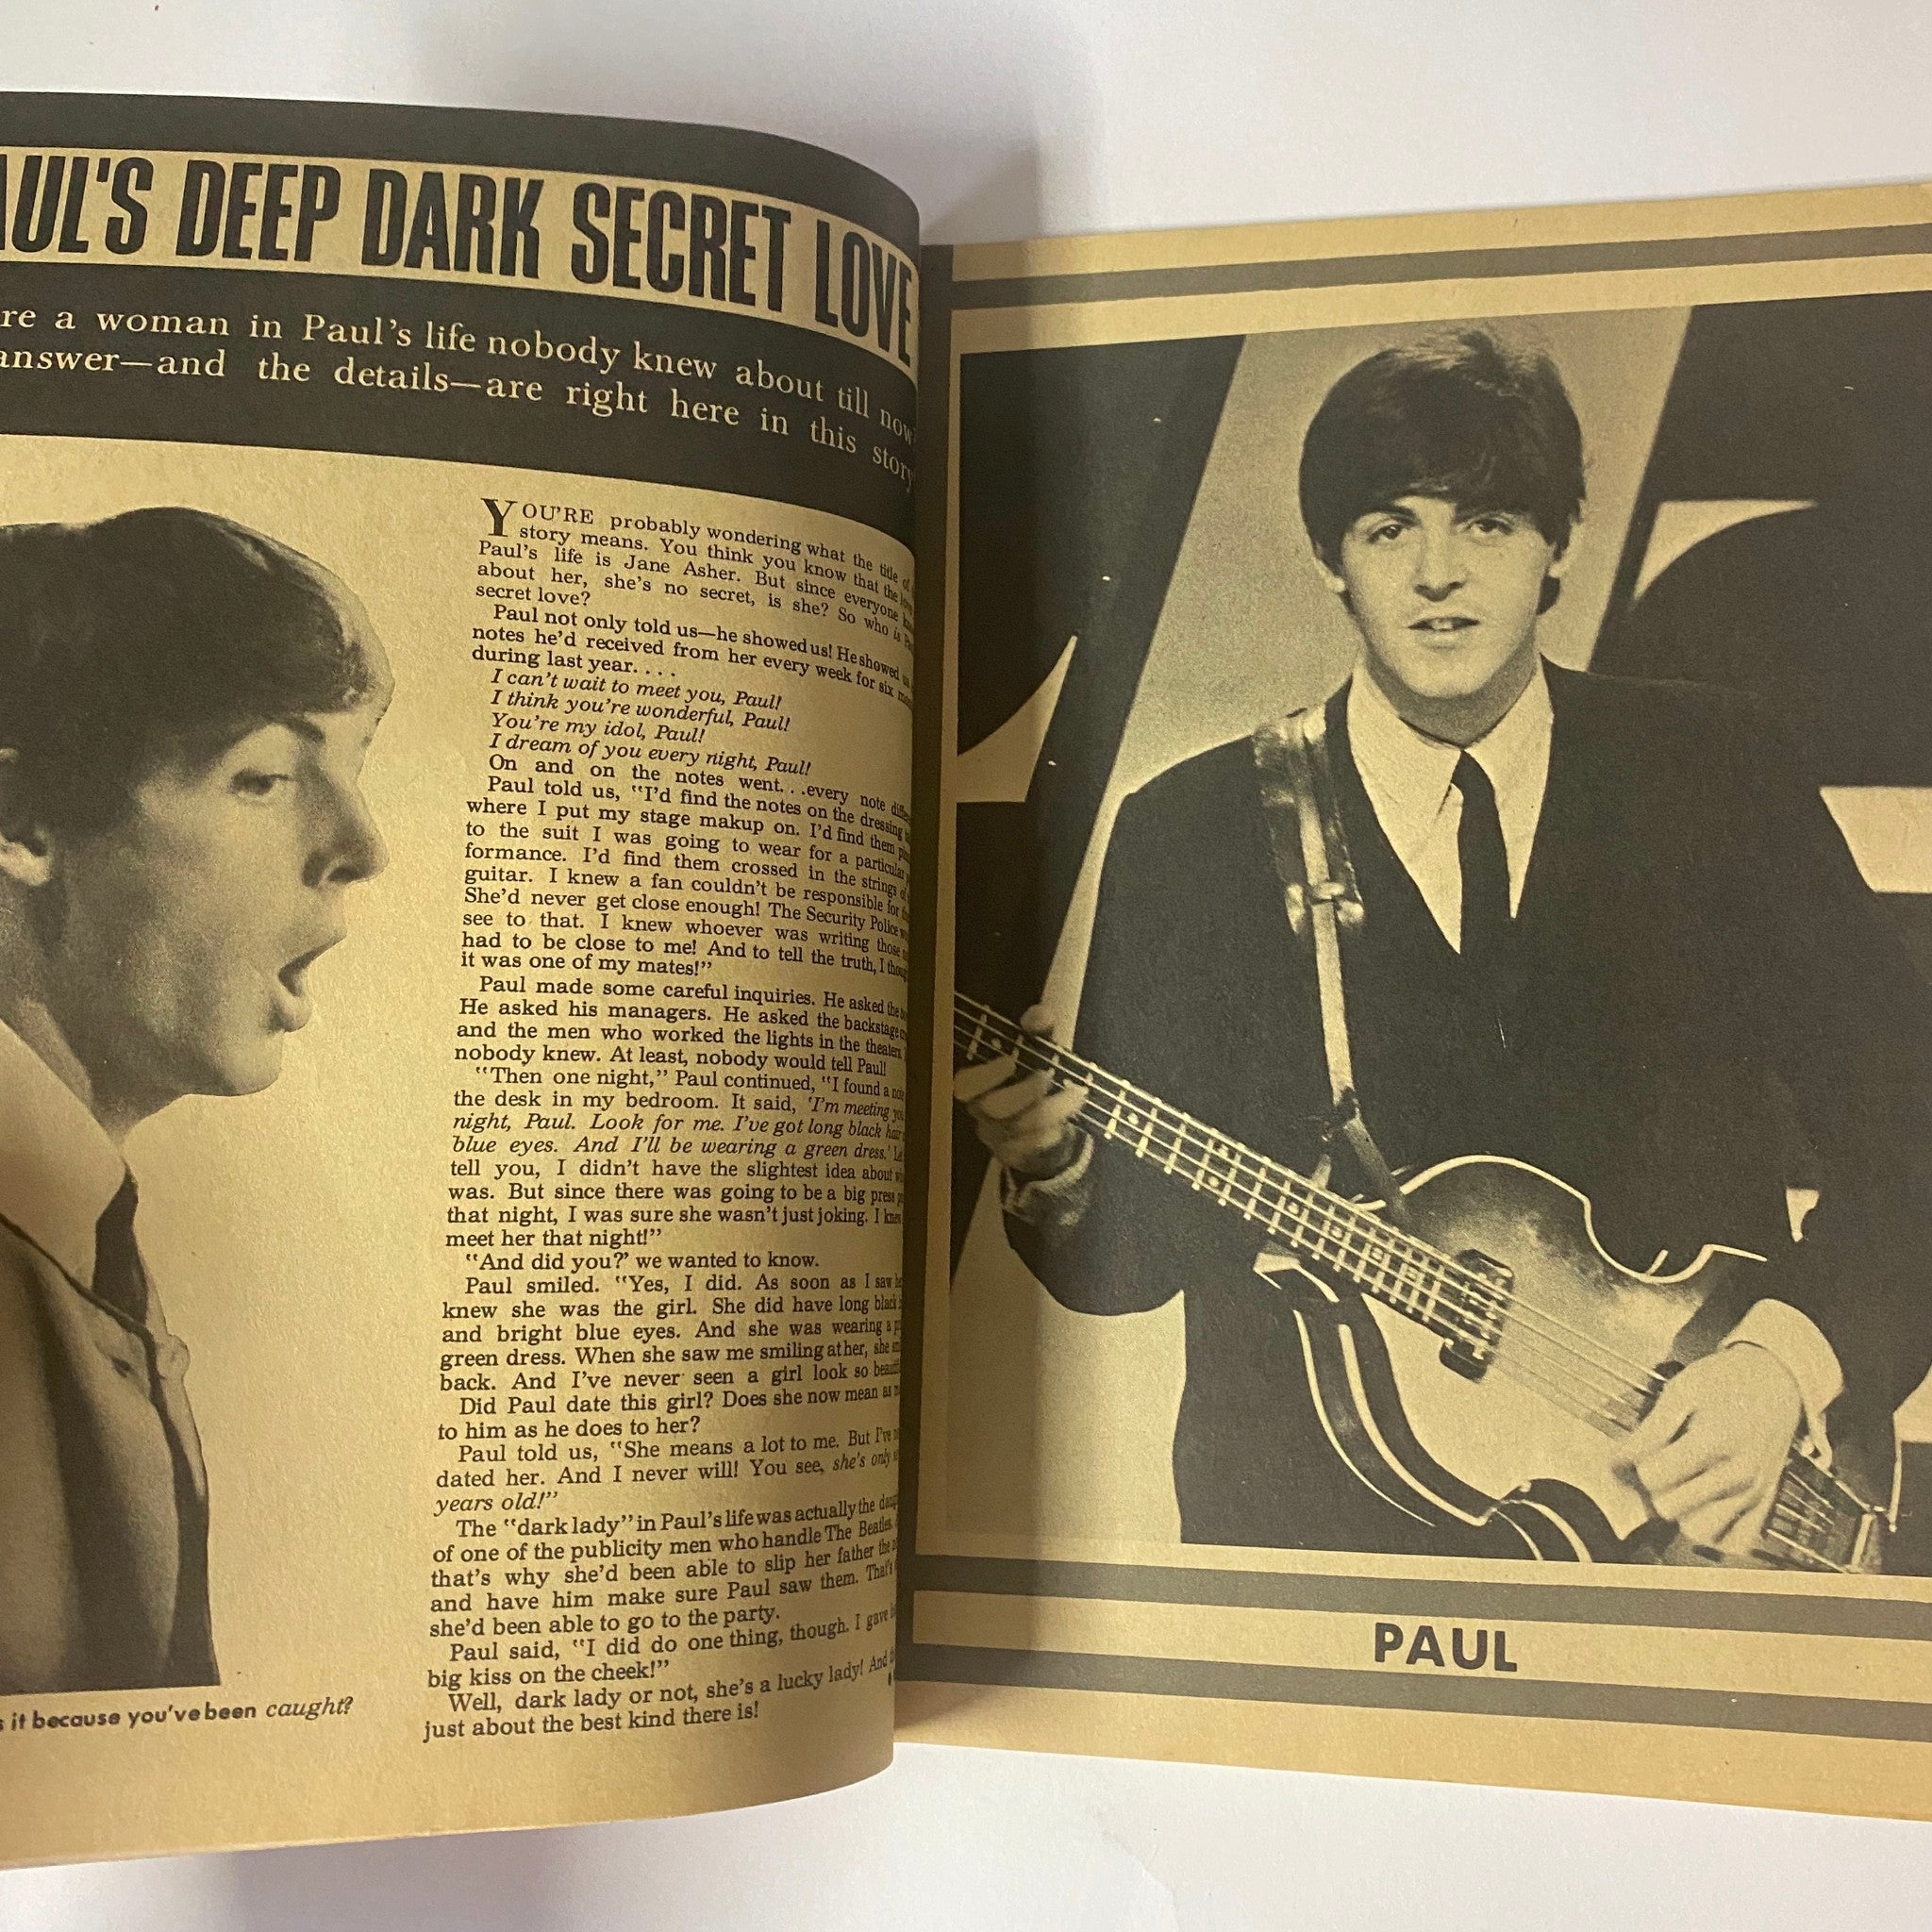 PAUL'S DEEP DARK SECRET LOVE
a woman in Paul's life nobody knew about till now
answer—and the details—are right here in this story
YOU'RE probably wondering what the title of
story means. You think you know that the love
Paul's life is Jane Asher. But since everyone
about her, she's no secret, is she? So who is
secret love?
Paul not only told us—he showed us! He showed us
notes he'd received from her every week for six
during last year. . . .
I can't wait to meet you, Paul!
I think you're wonderful, Paul!
You're my idol, Paul!
I dream of you every night, Paul!
On and on the notes went. . .every note
Paul told us, "I'd find the notes on the dressing
where I put my stage makup on. I'd find them
to the suit I was going to wear for a particular
formance. I'd find them crossed in the strings of
guitar. I knew a fan couldn't be responsible for
She'd never get close enough! The Security Police
see to that. I knew whoever was writing those
had to be close to me! And to tell the truth, I
it was one of my mates!"
Paul made some careful inquiries. He asked the
He asked his managers. He asked the backstage
and the men who worked the lights in the theaters.
nobody knew. At least, nobody would tell Paul!
"Then one night," Paul continued, "I found a
the desk in my bedroom. It said, 'I'm meeting
night, Paul. Look for me. I've got long black hair
blue eyes. And I'll be wearing a green dress.'
tell you, I didn't have the slightest idea about
was. But since there was going to be a big press
that night, I was sure she wasn't just joking. I
meet her that night!"
"And did you?' we wanted to know.
Paul smiled. "Yes, I did. As soon as I saw
knew she was the girl. She did have long black
and bright blue eyes. And she was wearing a
green dress. When she saw me smiling at her, she
back. And I've never seen a girl look so
Did Paul date this girl? Does she now mean as
to him as he does to her?
Paul told us, "She means a lot to me. But I've
dated her. And I never will! You see, she's only
years old!"
The "dark lady" in Paul's life was actually the
of one of the publicity men who handle The Beatles
that's why she'd been able to slip her father the
and have him make sure Paul saw them. That's
she'd been able to go to the party.
Paul said, "I did do one thing, though. I gave
big kiss on the cheek!"
Well, dark lady or not, she's a lucky lady! And
just about the best kind there is!
it because you've been caught?
PAUL